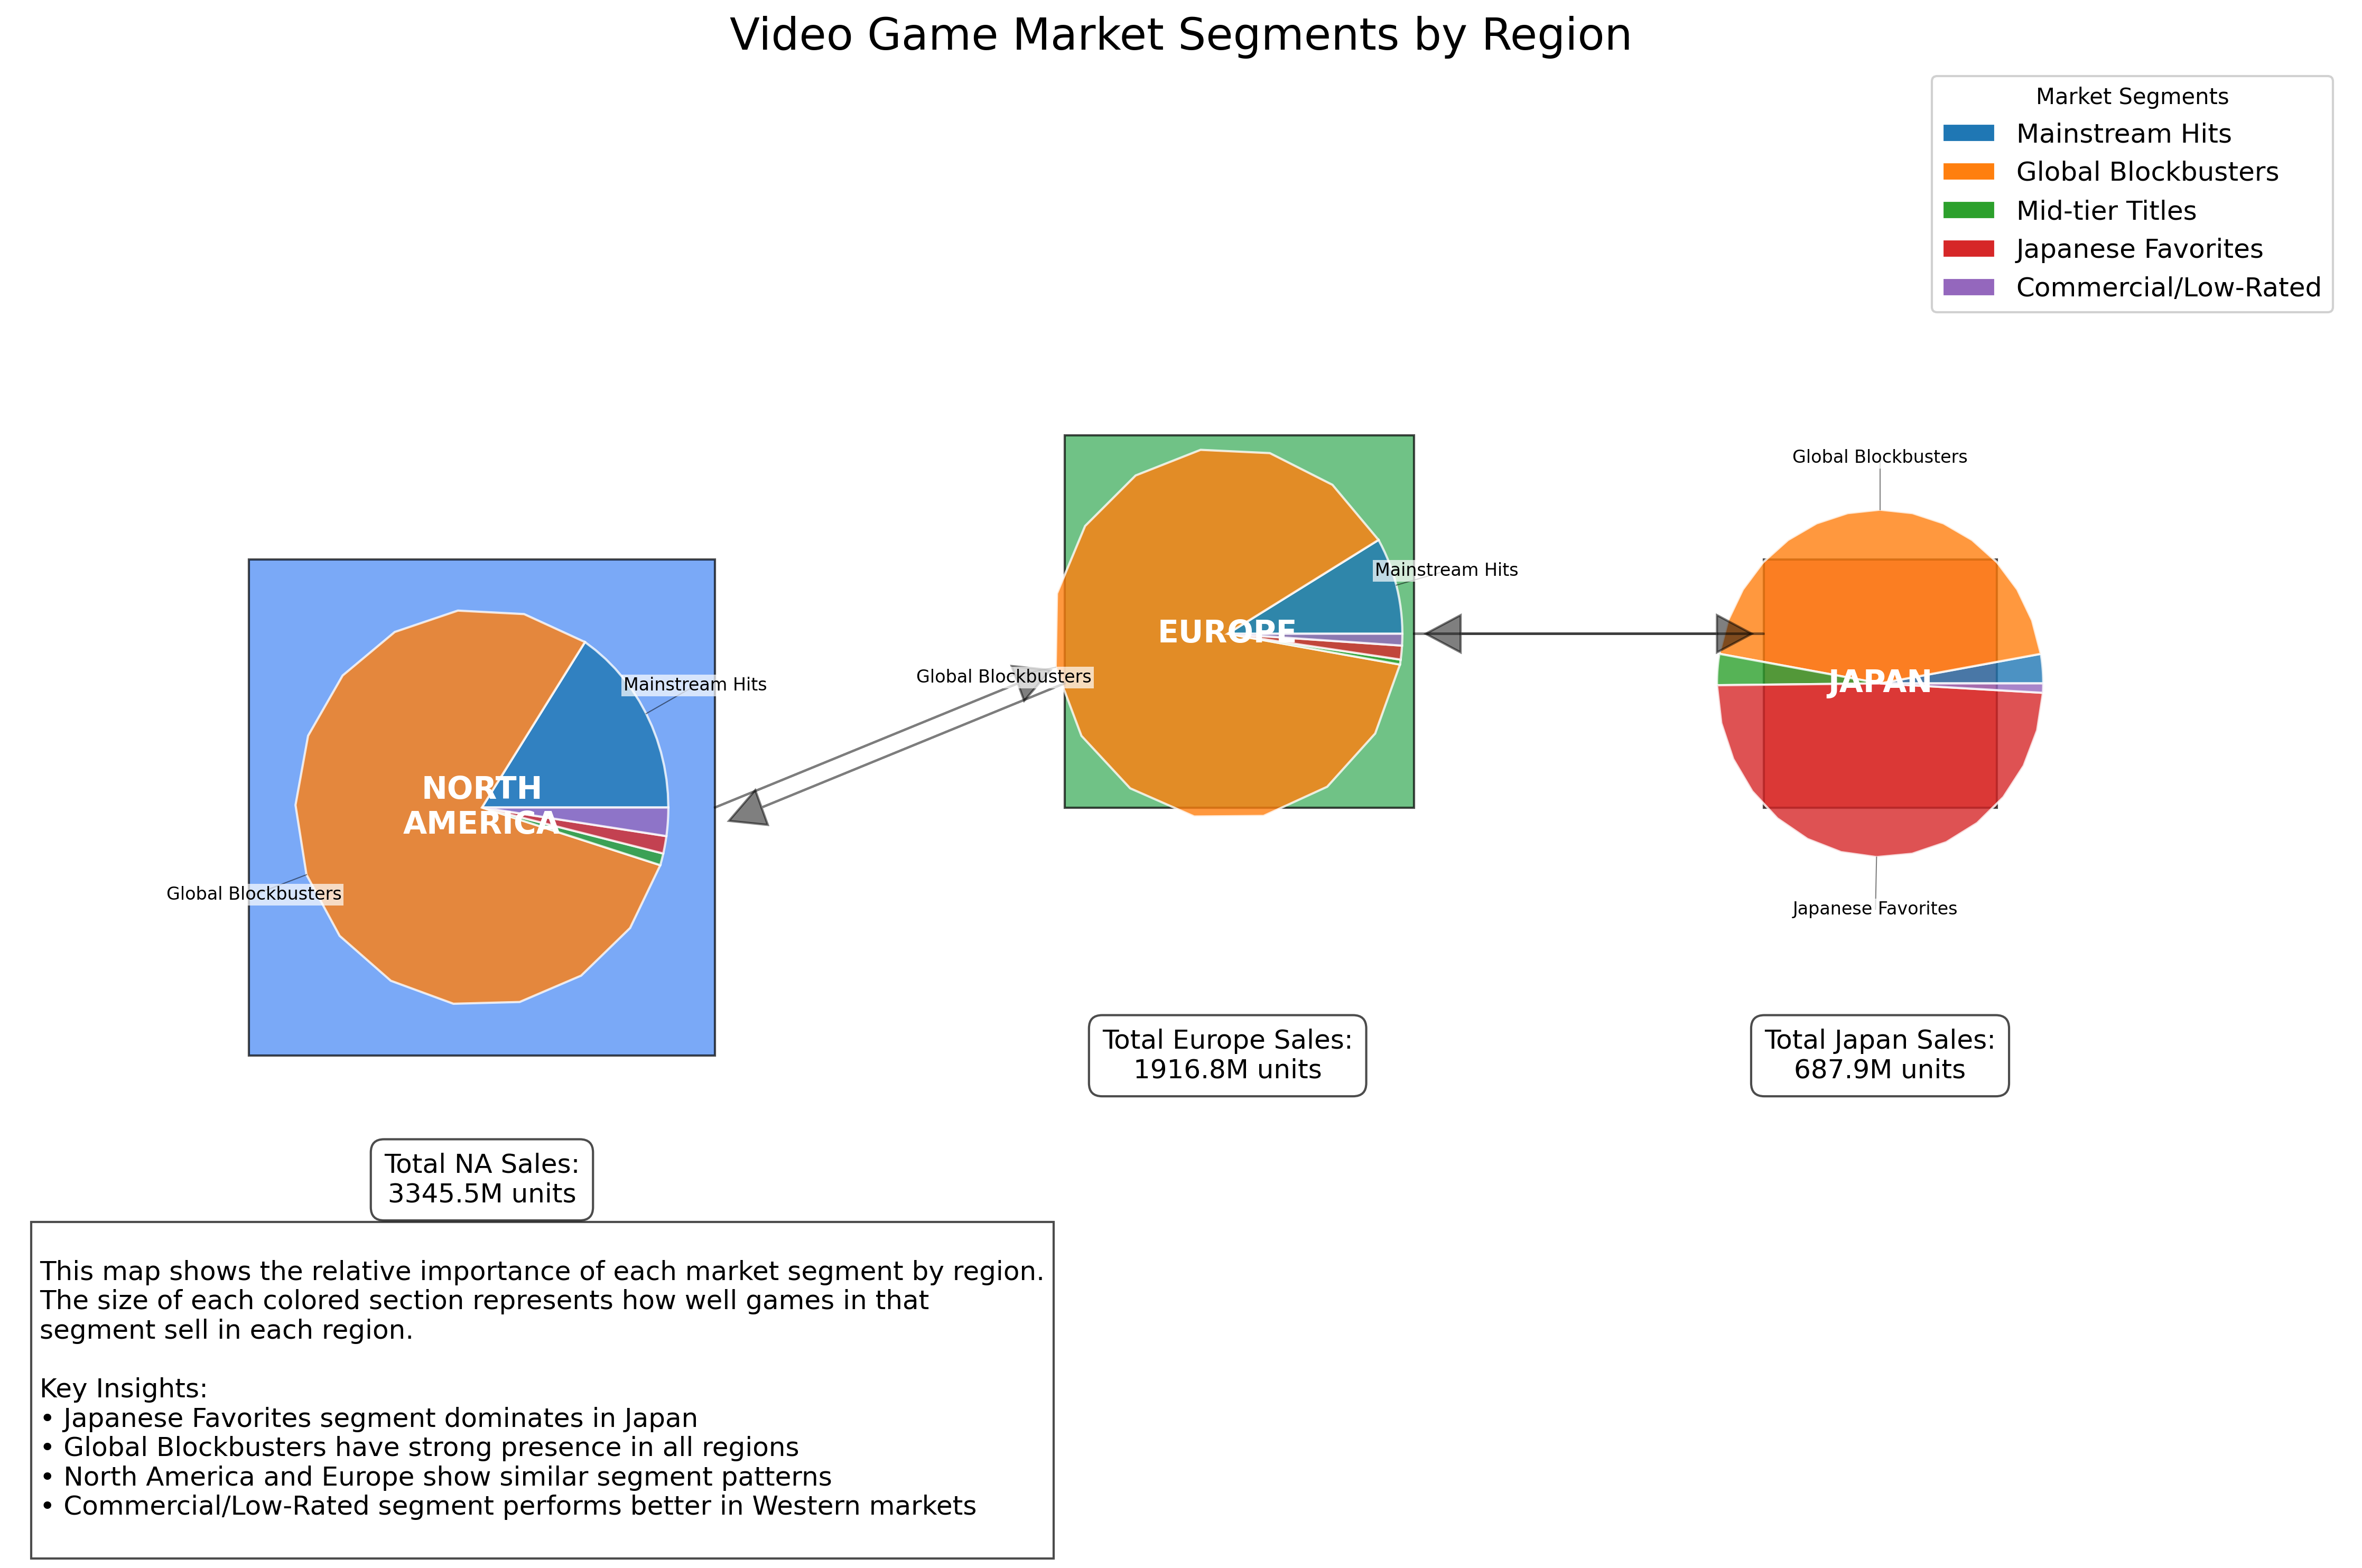 Video Game Market Segments by Region
Market Segments
Mainstream Hits
Global Blockbusters
Mid-tier Titles
Japanese Favorites
Commercial/Low-Rated
NORTH
AMERICA
Mainstream Hits
Global Blockbusters
EUROPE
Mainstream Hits
Global Blockbusters
Global Blockbusters
JAPAN
Japanese Favorites
Total Europe Sales:
1916.8M units
Total Japan Sales:
687.9M units
Total NA Sales:
3345.5M units
This map shows the relative importance of each market segment by region.
The size of each colored section represents how well games in that
segment sell in each region.
Key Insights:
• Japanese Favorites segment dominates in Japan
• Global Blockbusters have strong presence in all regions
• North America and Europe show similar segment patterns
• Commercial/Low-Rated segment performs better in Western markets